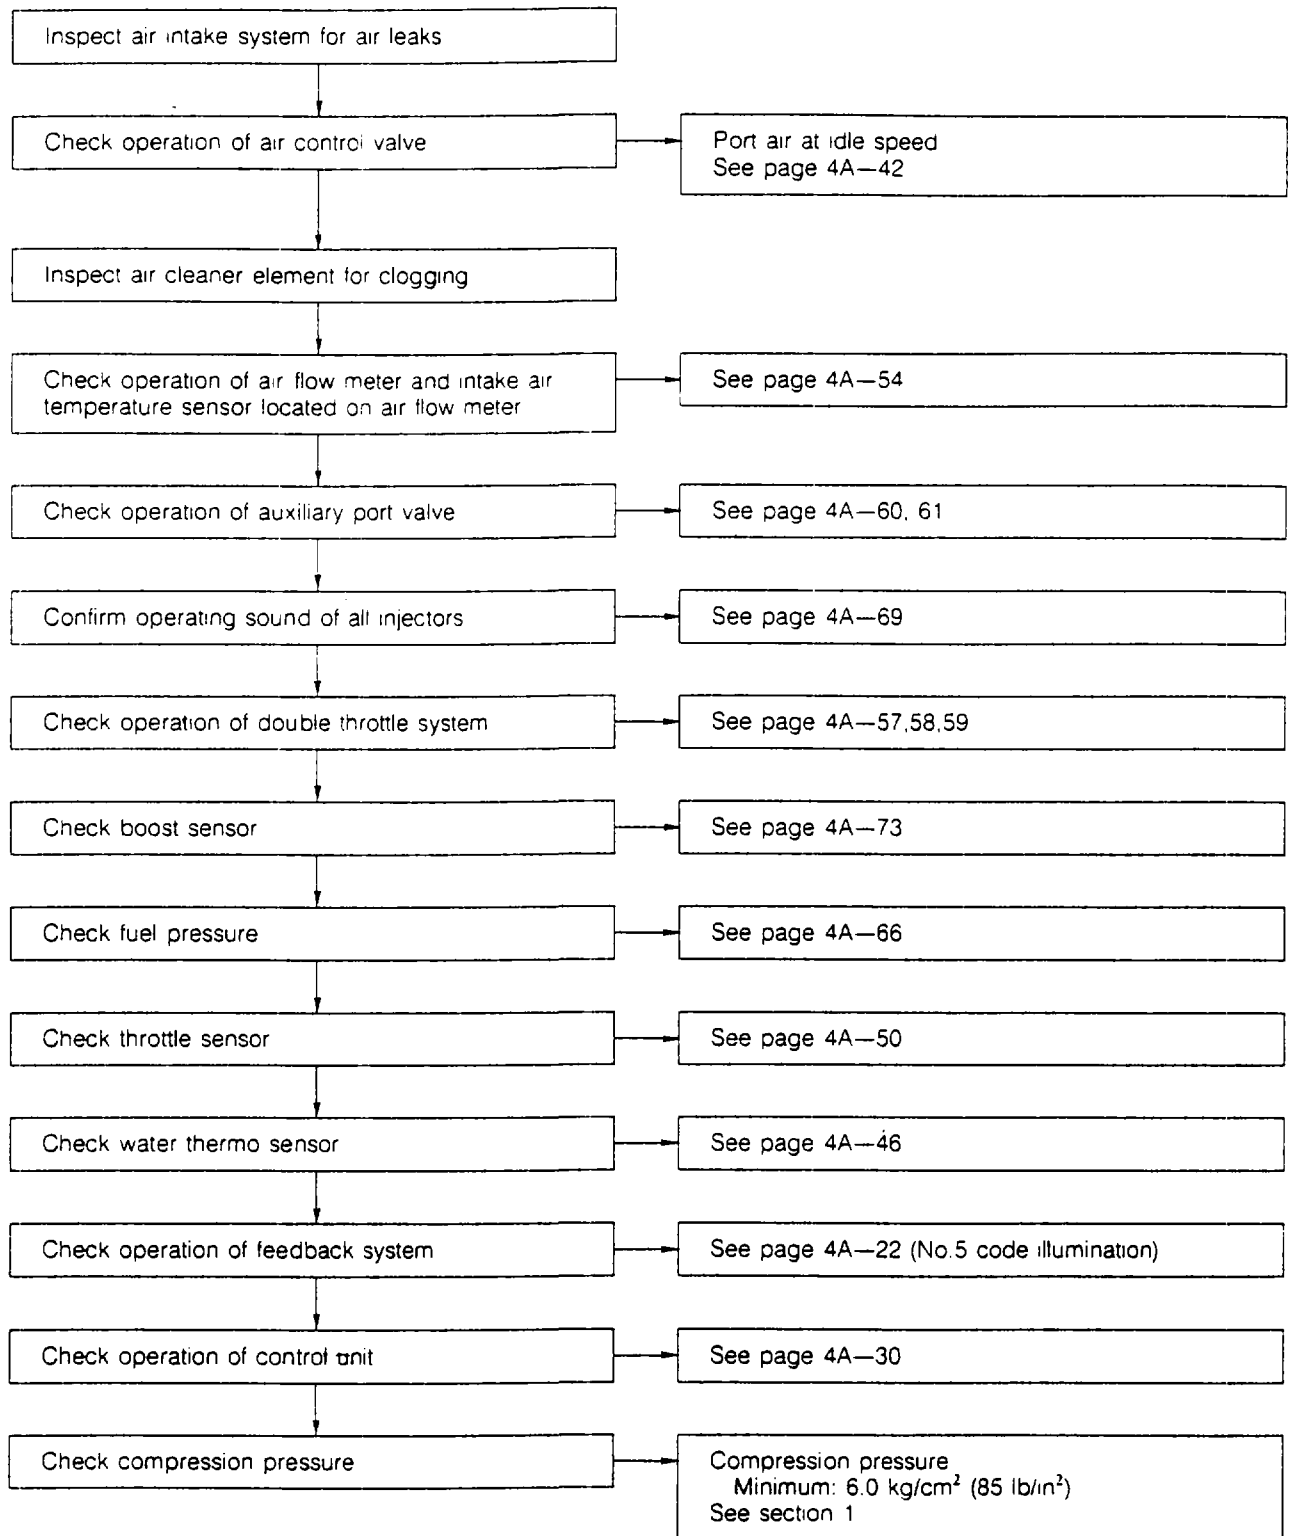 Inspect air intake system for air leaks
Check operation of air control valve
Port air at idle speed
See page 4A—42
Inspect air cleaner element for clogging
Check operation of air flow meter and intake air
temperature sensor located on air flow meter
See page 4A—54
Check operation of auxiliary port valve
See page 4A—60, 61
Confirm operating sound of all injectors
See page 4A—69
Check operation of double throttle system
See page 4A—57,58,59
Check boost sensor
See page 4A—73
Check fuel pressure
See page 4A—66
Check throttle sensor
See page 4A—50
Check water thermo sensor
See page 4A—46
Check operation of feedback system
See page 4A—22 (No.5 code illumination)
Check operation of control unit
See page 4A—30
Check compression pressure
Compression pressure
Minimum: 6.0 kg/cm² (85 lb/in²)
See section 1